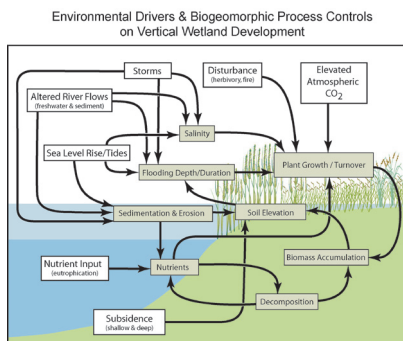 Environmental Drivers & Biogeomorphic Process Controls
on Vertical Wetland Development
Storms
Disturbance
(herbivory, fire)
Elevated
Atmospheric
CO2
Altered River Flows
(freshwater & sediment)
Salinity
Sea Level Rise/Tides
Flooding Depth/Duration
Plant Growth / Turnover
Sedimentation & Erosion
Soil Elevation
Nutrient Input
(eutrophication)
Nutrients
Biomass Accumulation
Decomposition
Subsidence
(shallow & deep)